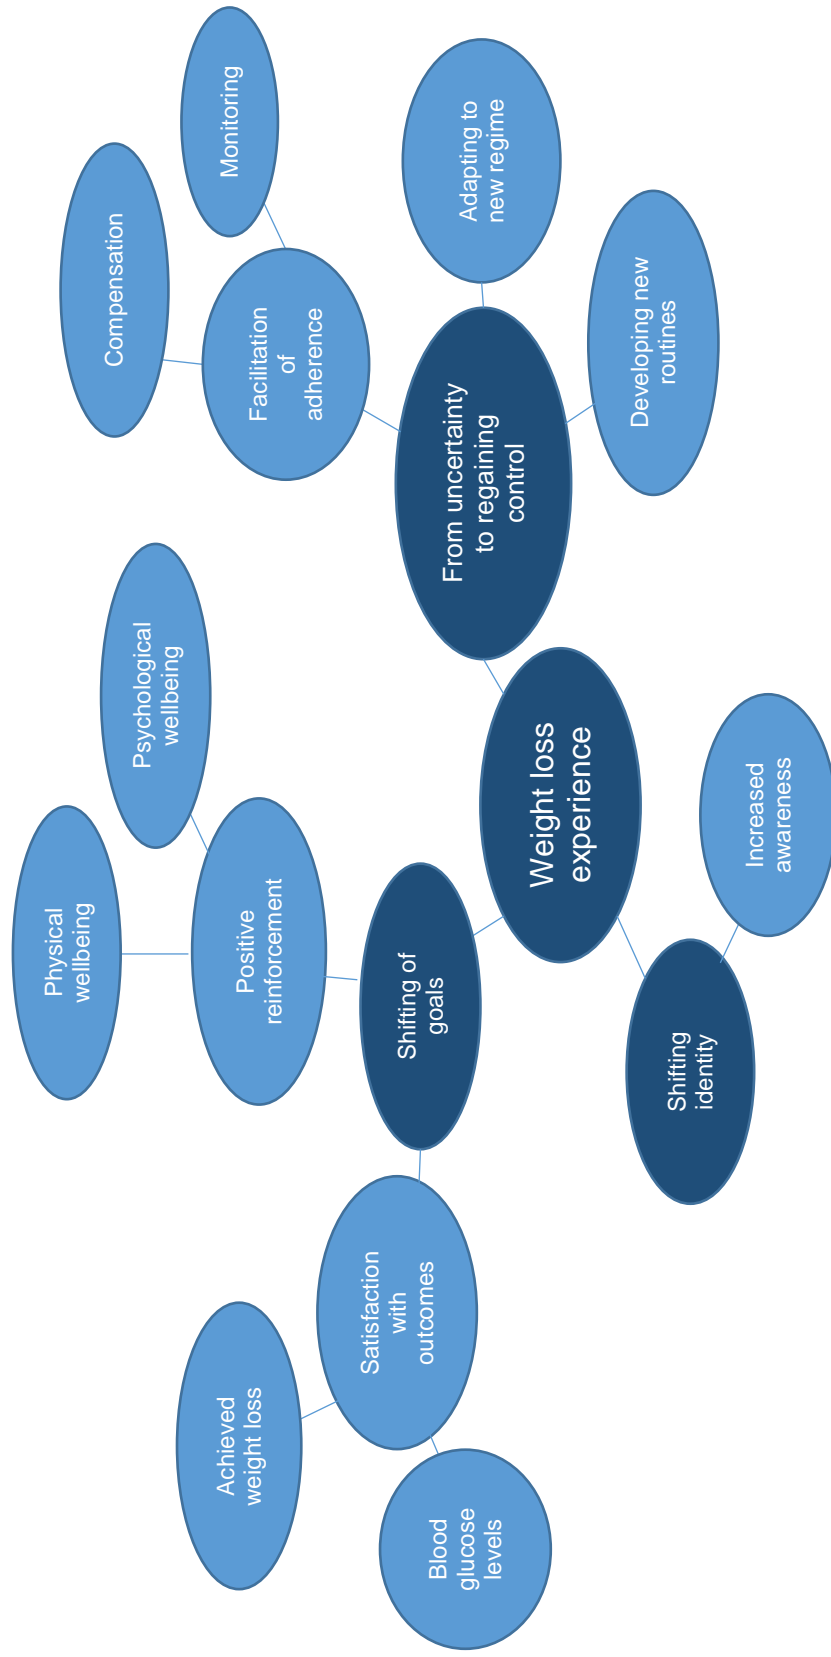 Physical
wellbeing
Psychological
wellbeing
Compensation
Monitoring
Achieved
weight loss
Positive
reinforcement
Facilitation
of
adherence
Satisfaction
with
outcomes
Blood
glucose
levels
Shifting of
goals
From uncertainty
to regaining
control
Adapting to
new regime
Weight loss
experience
Developing new
routines
Shifting
identity
Increased
awareness